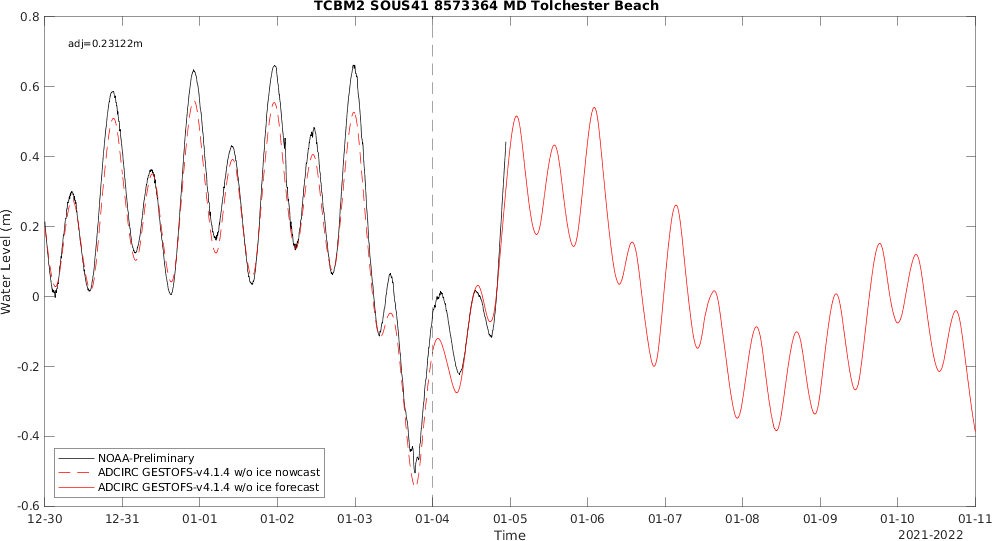 TCBM2 SOUS41 8573364 MD Tolchester Beach
adj=0.23122m
0.8
0.6
0.4
0.2
0
-0.2
-0.4
-0.6
Water Level (m)
NOAA-Preliminary
ADCIRC GESTOFS-v4.1.4 w/o ice nowcast
ADCIRC GESTOFS-v4.1.4 w/o ice forecast
12-30 12-31 01-01 01-02 01-03 01-04 01-05 01-06 01-07 01-08 01-09 01-10 01-11
Time
2021-2022